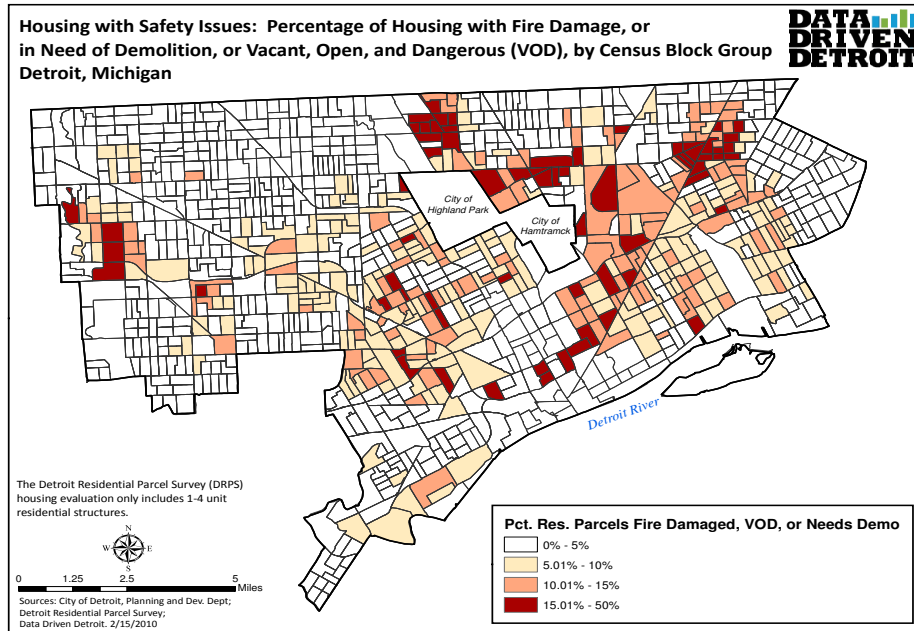 Housing with Safety Issues:  Percentage of Housing with Fire Damage, or
in Need of Demolition, or Vacant, Open, and Dangerous (VOD), by Census Block Group
Detroit, Michigan
DATA
DRIVEN
DETROIT
City of
Highland Park
City of
Hamtramck
Detroit River
The Detroit Residential Parcel Survey (DRPS)
housing evaluation only includes 1-4 unit
residential structures.
N
W
E
S
0 1.25 2.5 5
Miles
Sources: City of Detroit, Planning and Dev. Dept;
Detroit Residential Parcel Survey;
Data Driven Detroit. 2/15/2010
Pct. Res. Parcels Fire Damaged, VOD, or Needs Demo
0% - 5%
5.01% - 10%
10.01% - 15%
15.01% - 50%